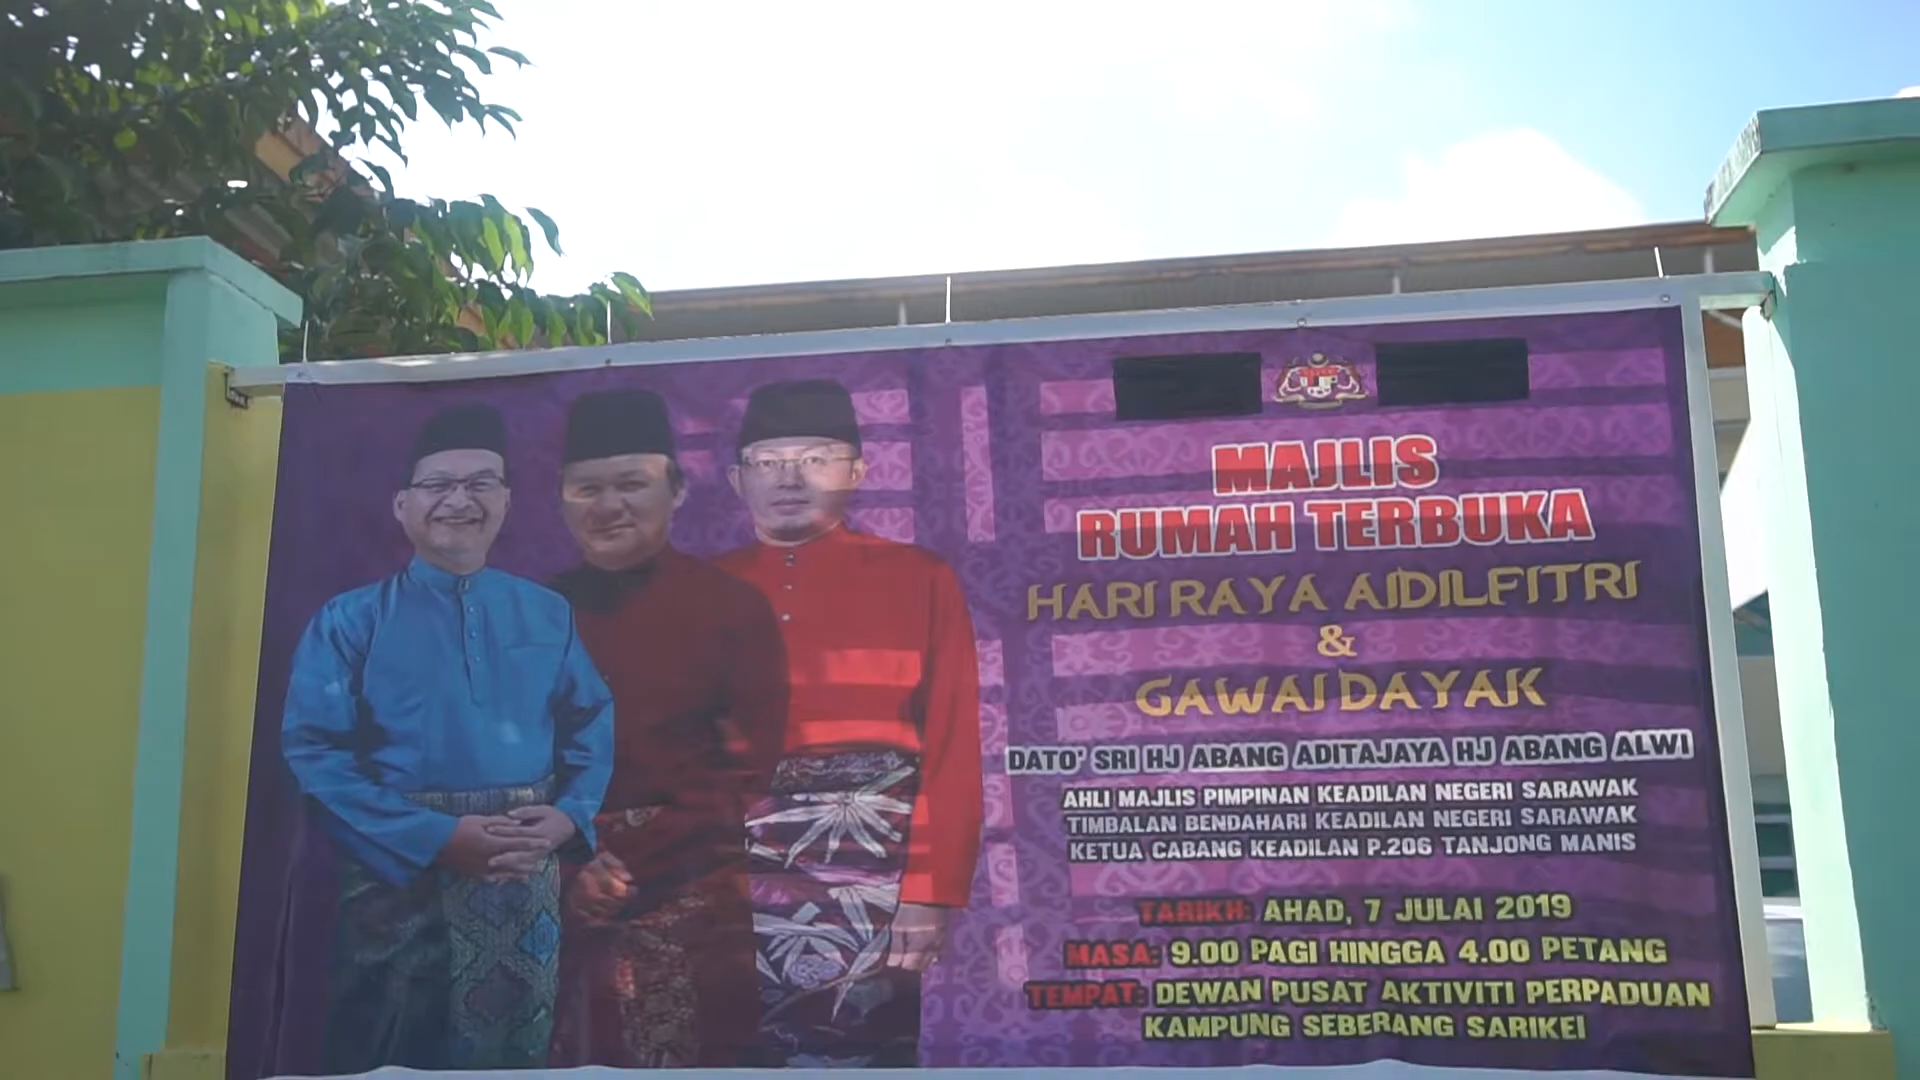 MAJLIS
RUMAH TERBUKA
HARI RAYA AIDILFITRI
&
GAWAI DAYAK
DATO' SRI HJ ABANG ADITAJAYA HJ ABANG ALWI
AHLI MAJLIS PIMPINAN KEADILAN NEGERI SARAWAK
TIMBALAN BENDAHARI KEADILAN NEGERI SARAWAK
KETUA CABANG KEADILAN P.206 TANJONG MANIS
TARIKH: AHAD, 7 JULAI 2019
MASA: 9.00 PAGI HINGGA 4.00 PETANG
TEMPAT: DEWAN PUSAT AKTIVITI PERPADUAN
KAMPUNG SEBERANG SARIKEI